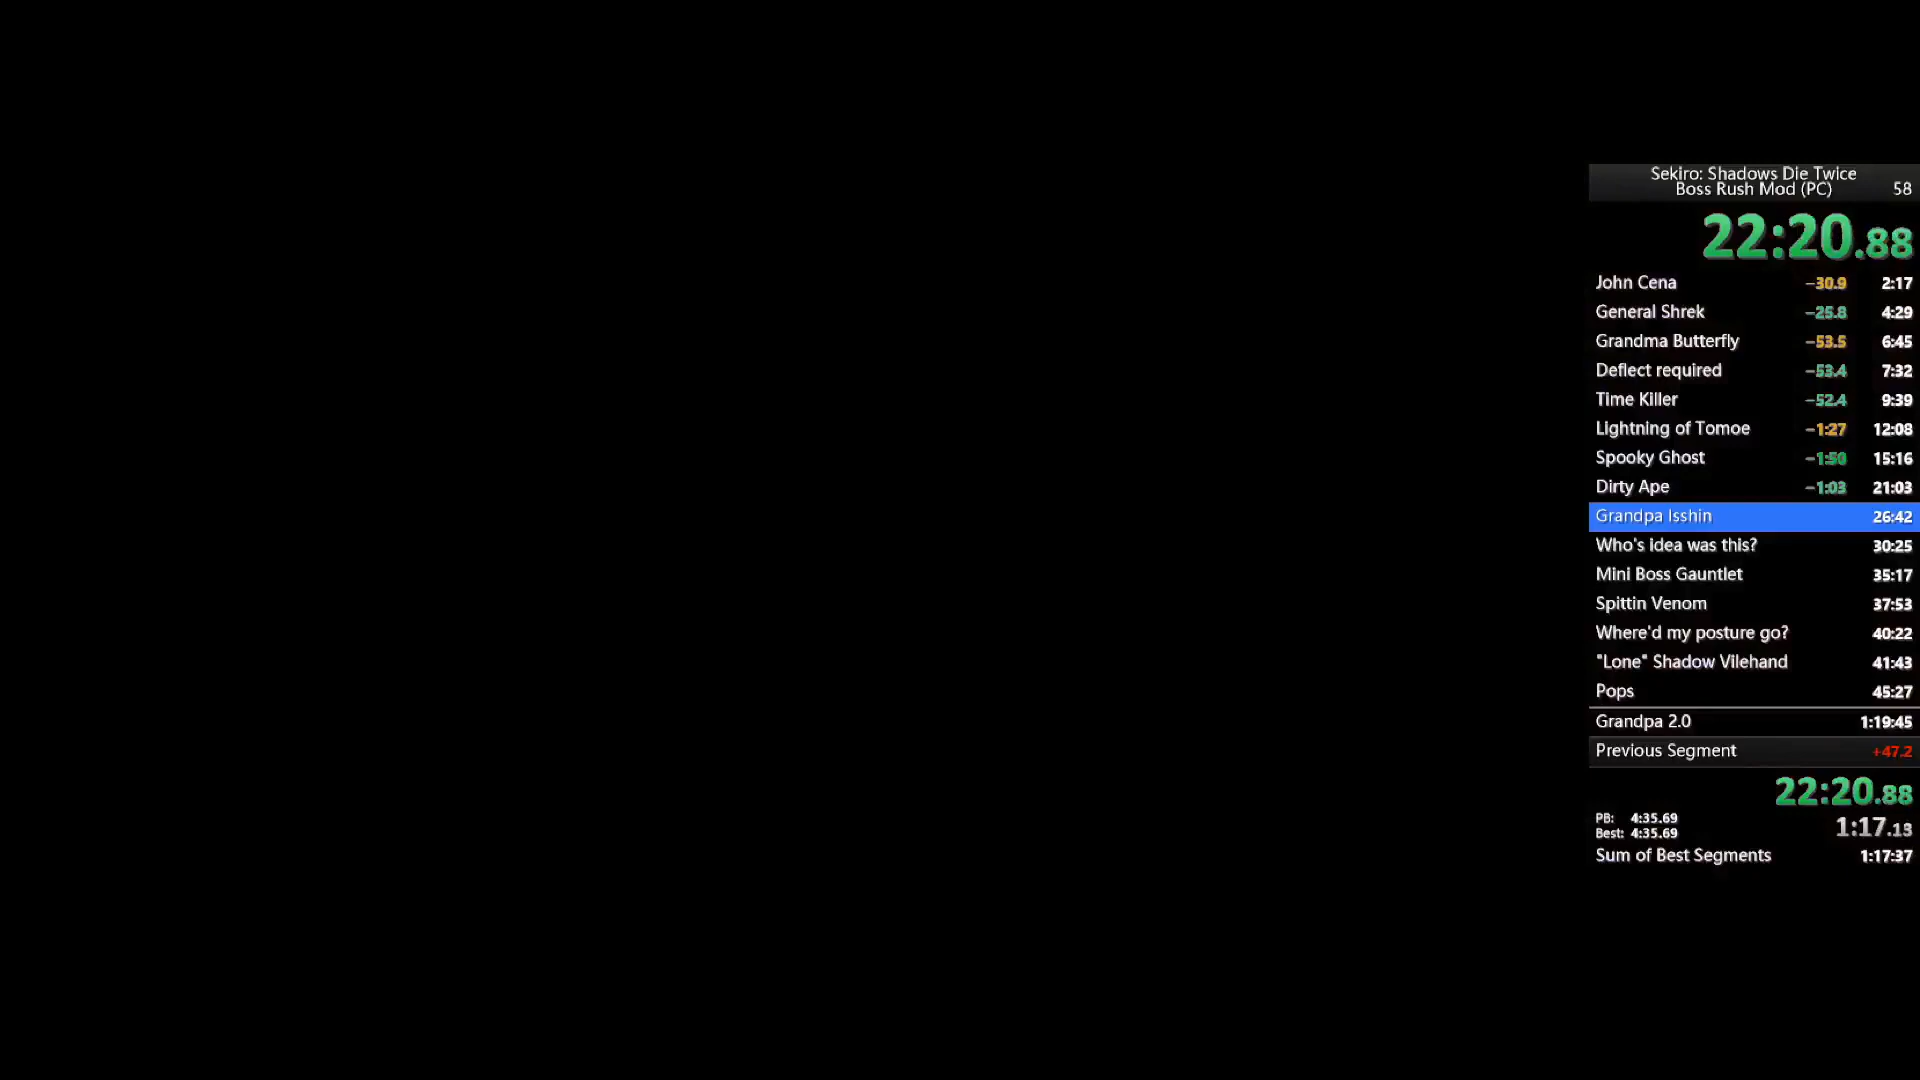 Sekiro: Shadows Die Twice
Boss Rush Mod (PC) 58
22:20.88
John Cena −30.9 2:17
General Shrek −25.8 4:29
Grandma Butterfly −53.5 6:45
Deflect required −53.4 7:32
Time Killer −52.4 9:39
Lightning of Tomoe −1:27 12:08
Spooky Ghost −1:50 15:16
Dirty Ape −1:03 21:03
Grandpa Isshin 26:42
Who's idea was this? 30:25
Mini Boss Gauntlet 35:17
Spittin Venom 37:53
Where'd my posture go? 40:22
"Lone" Shadow Vilehand 41:43
Pops 45:27
Grandpa 2.0 1:19:45
Previous Segment +47.2
22:20.88
PB: 4:35.69
Best: 4:35.69
1:17.13
Sum of Best Segments 1:17:37